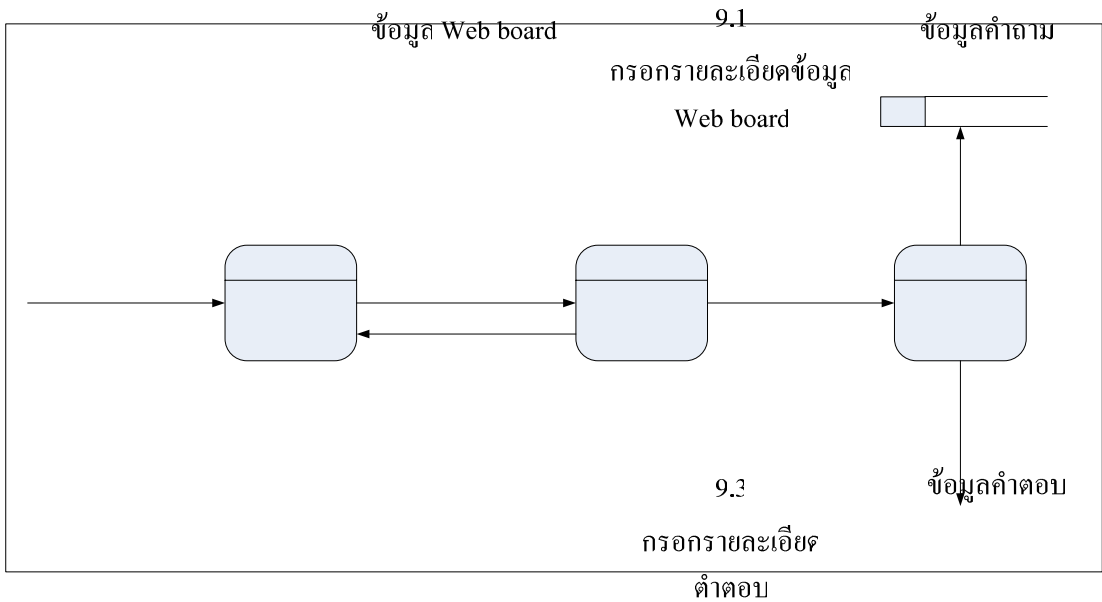 ข้อมูล Web board
9.1
กรอกรายละเอียดข้อมูล
Web board
ข้อมูลคำถาม
9.3
กรอกรายละเอียด
ตำตอบ
ข้อมูลคำตอบ